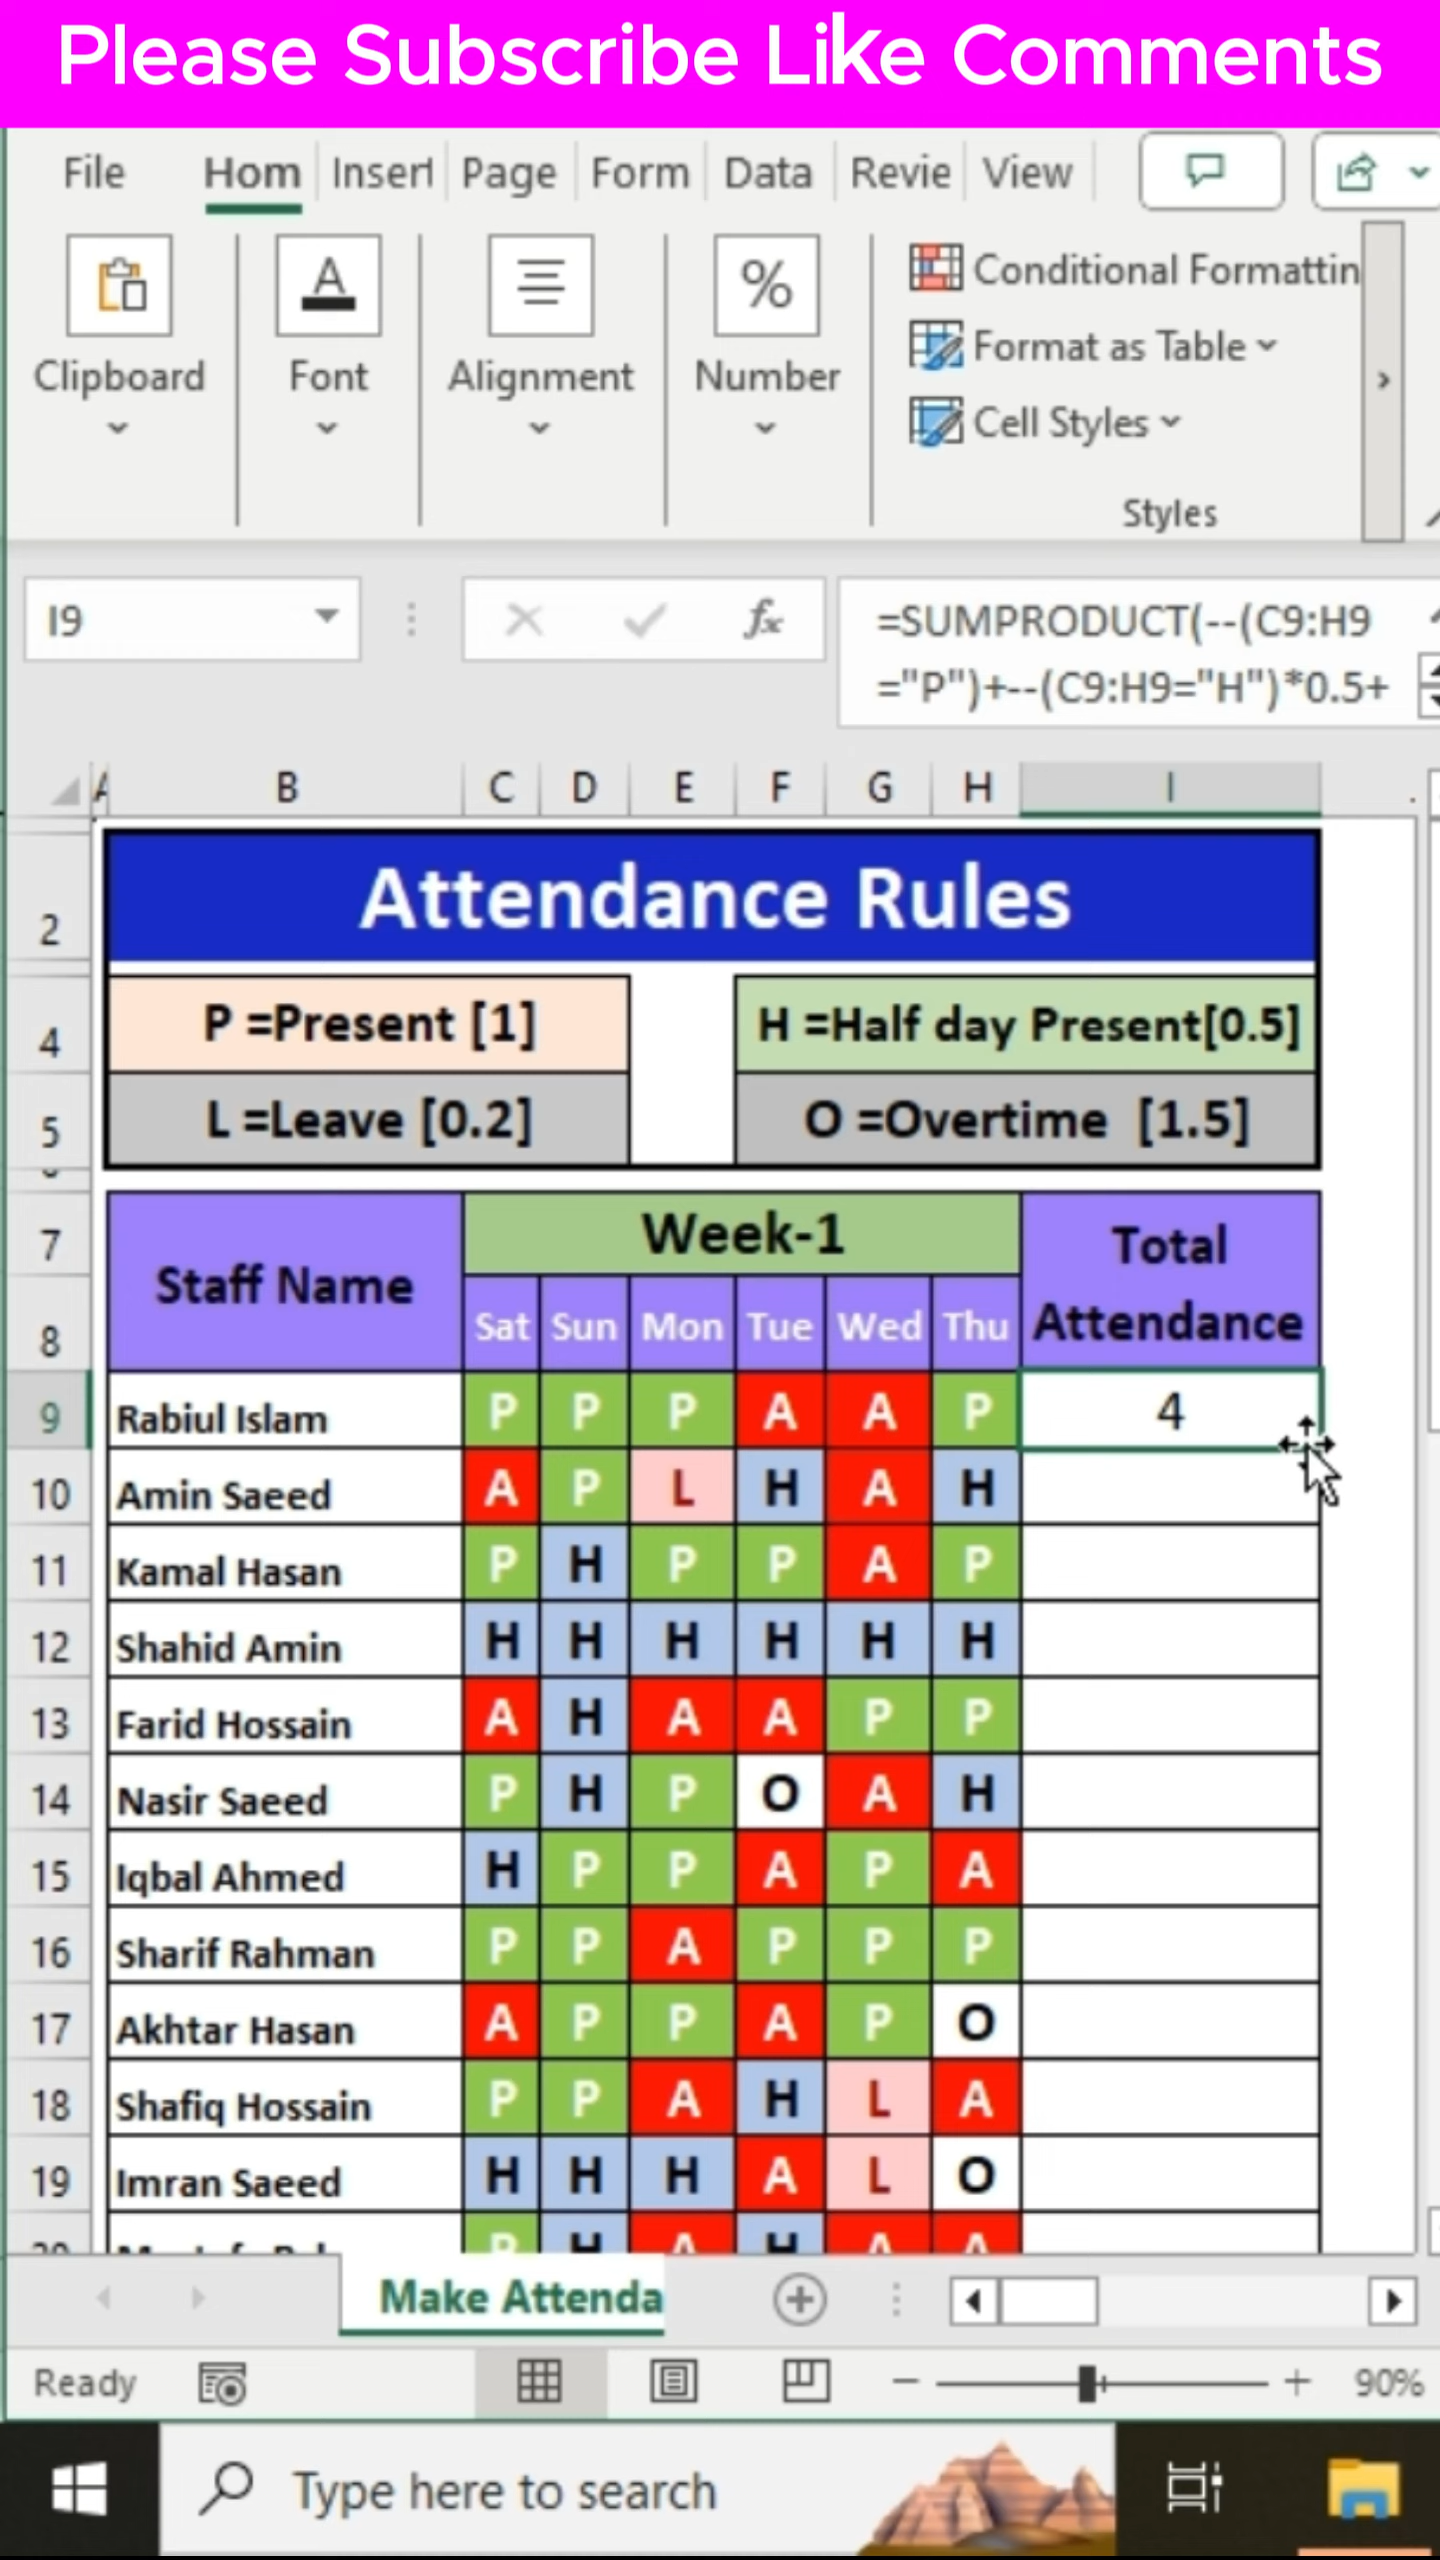 Please Subscribe Like Comments
File Hom Insert Page Form Data Revie View
Clipboard Font Alignment % Number
Conditional Formattin
Format as Table
Cell Styles
Styles
I9 fx =SUMPRODUCT(--(C9:H9
="P")+--(C9:H9="H")*0.5+
A B C D E F G H I
2 Attendance Rules
4 P =Present [1] H =Half day Present[0.5]
5 L =Leave [0.2] O =Overtime [1.5]
7 Staff Name Week-1 Total
8 Sat Sun Mon Tue Wed Thu Attendance
9 Rabiul Islam P P P A A P 4
10 Amin Saeed A P L H A H
11 Kamal Hasan P H P P A P
12 Shahid Amin H H H H H H
13 Farid Hossain A H A A P P
14 Nasir Saeed P H P O A H
15 Iqbal Ahmed H P P A P A
16 Sharif Rahman P P A P P P
17 Akhtar Hasan A P P A P O
18 Shafiq Hossain P P A H L A
19 Imran Saeed H H H A L O
P H A H A A
Make Attenda
Ready 90%
Type here to search